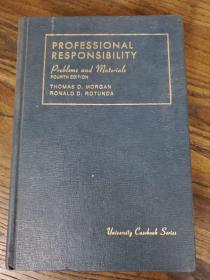 PROFESSIONAL
RESPONSIBILITY
Problems and Materials
FOURTH EDITION
THOMAS D. MORGAN
RONALD D. ROTUNDA
University Casebook Series